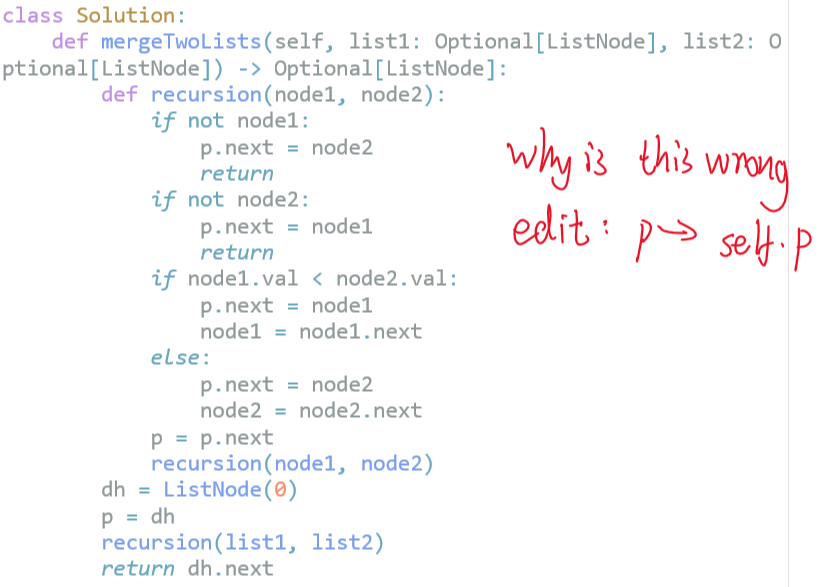 class Solution:
    def mergeTwoLists(self, list1: Optional[ListNode], list2: O
ptional[ListNode]) -> Optional[ListNode]:
        def recursion(node1, node2):
            if not node1:
                p.next = node2
                return
            if not node2:
                p.next = node1
                return
            if node1.val < node2.val:
                p.next = node1
                node1 = node1.next
            else:
                p.next = node2
                node2 = node2.next
            p = p.next
            recursion(node1, node2)
        dh = ListNode(0)
        p = dh
        recursion(list1, list2)
        return dh.next
why is this wrong
edit: p → self.p